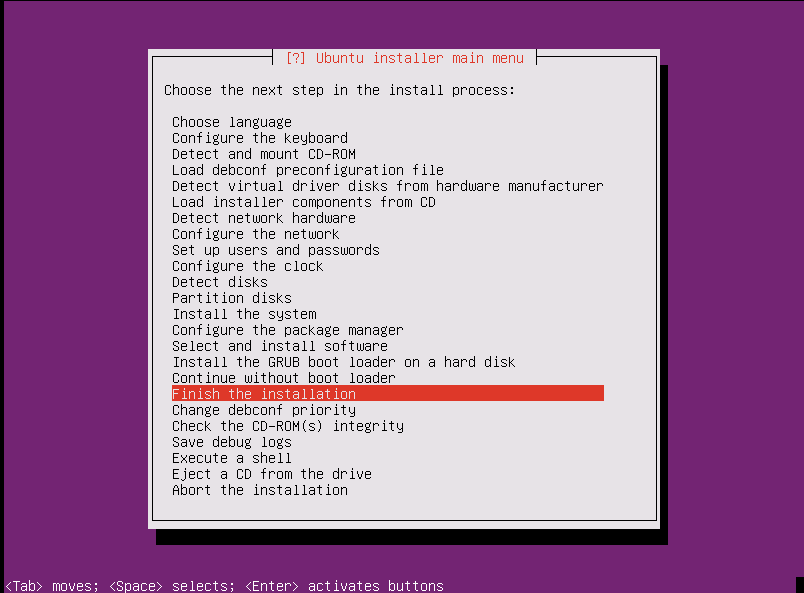 [?] Ubuntu installer main menu
Choose the next step in the install process:
Choose language
Configure the keyboard
Detect and mount CD-ROM
Load debconf preconfiguration file
Detect virtual driver disks from hardware manufacturer
Load installer components from CD
Detect network hardware
Configure the network
Set up users and passwords
Configure the clock
Detect disks
Partition disks
Install the system
Configure the package manager
Select and install software
Install the GRUB boot loader on a hard disk
Continue without boot loader
Finish the installation
Change debconf priority
Check the CD-ROM(s) integrity
Save debug logs
Execute a shell
Eject a CD from the drive
Abort the installation
<Tab> moves; <Space> selects; <Enter> activates buttons